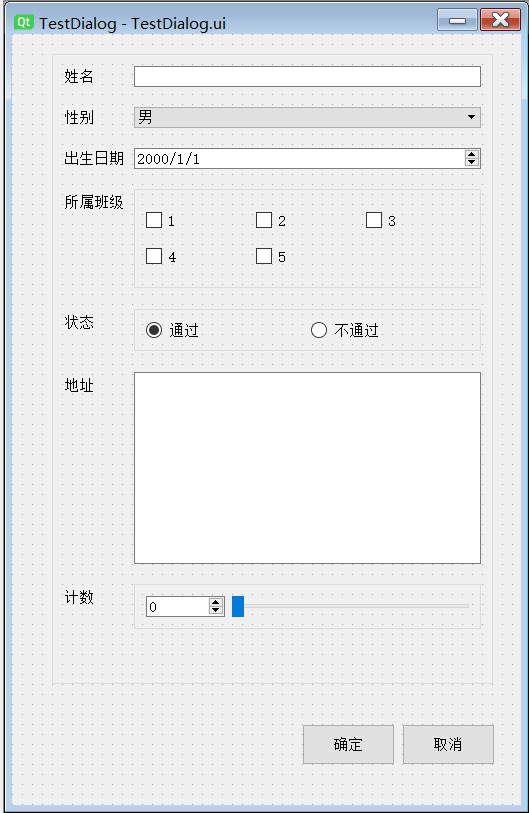 Qt TestDialog - TestDialog.ui
姓名
性别 男
出生日期 2000/1/1
所属班级 1 2 3
4 5
状态 通过 不通过
地址
计数 0
确定 取消